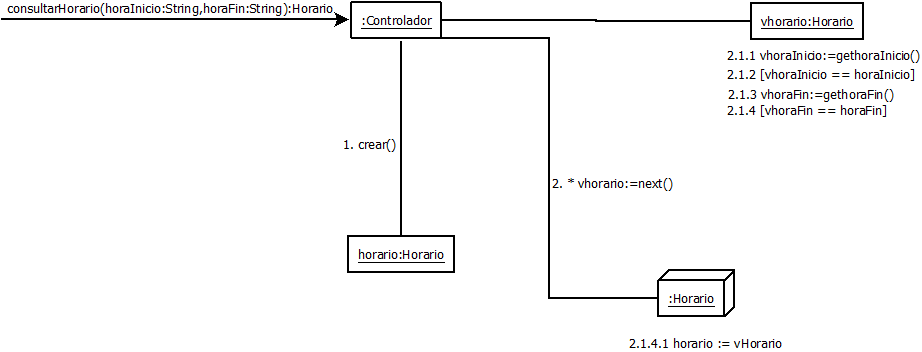 consultarHorario(horaInicio:String,horaFin:String):Horario
:Controlador
vhorario:Horario
2.1.1 vhoraInicio:=gethoraInicio()
2.1.2 [vhoraInicio == horaInicio]
2.1.3 vhoraFin:=gethoraFin()
2.1.4 [vhoraFin == horaFin]
1. crear()
2. * vhorario:=next()
horario:Horario
:Horario
2.1.4.1 horario := vHorario